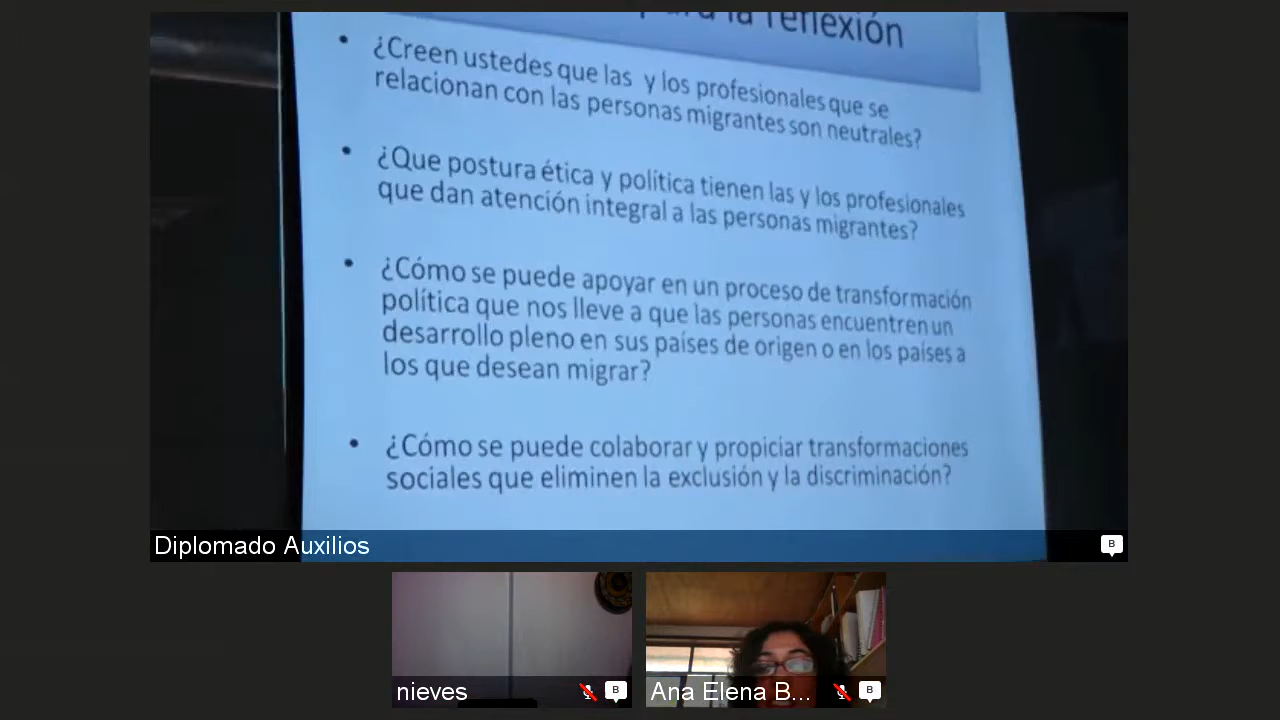 para la reflexión
• ¿Creen ustedes que las y los profesionales que se
relacionan con las personas migrantes son neutrales?
• ¿Que postura ética y política tienen las y los profesionales
que dan atención integral a las personas migrantes?
• ¿Cómo se puede apoyar en un proceso de transformación
política que nos lleve a que las personas encuentren un
desarrollo pleno en sus países de origen o en los países a
los que desean migrar?
• ¿Cómo se puede colaborar y propiciar transformaciones
sociales que eliminen la exclusión y la discriminación?
Diplomado Auxilios
B
nieves
B
Ana Elena B...
B